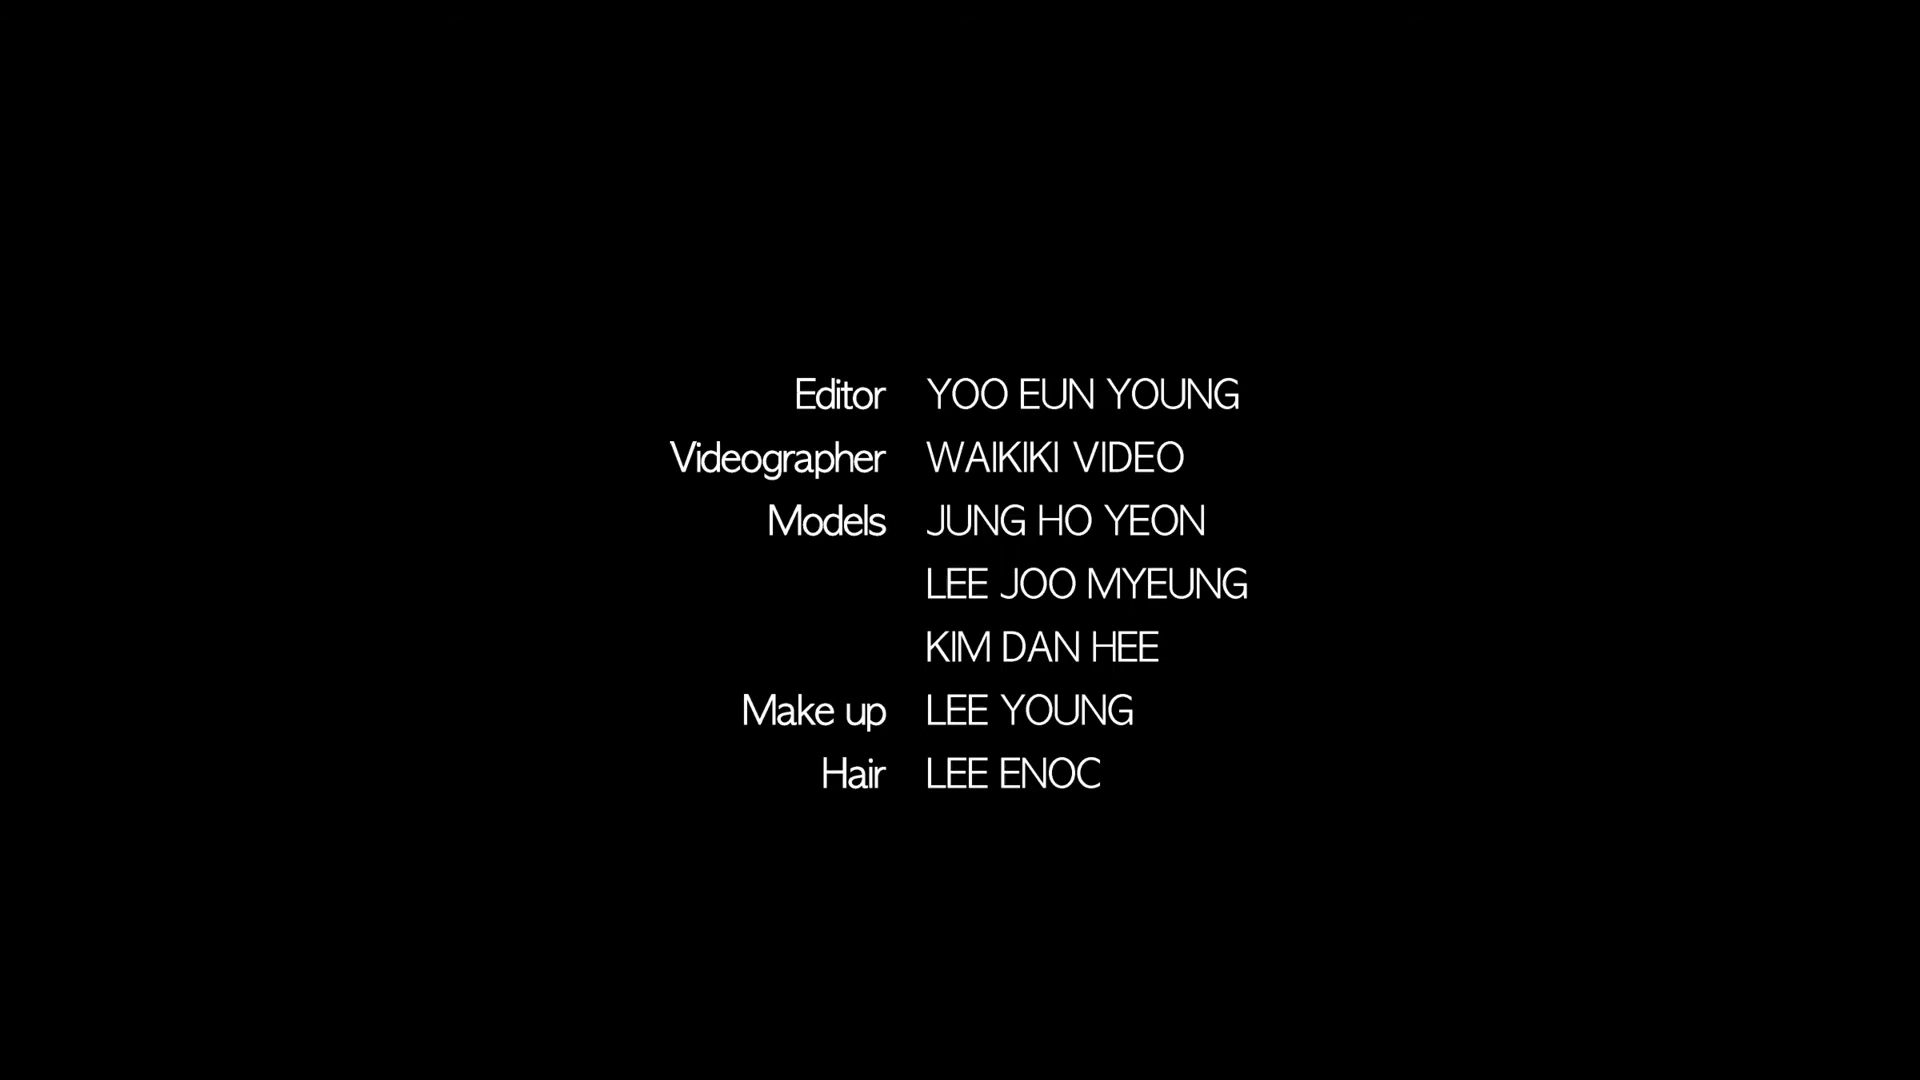 Editor YOO EUN YOUNG
Videographer WAIKIKI VIDEO
Models JUNG HO YEON
LEE JOO MYEUNG
KIM DAN HEE
Make up LEE YOUNG
Hair LEE ENOC